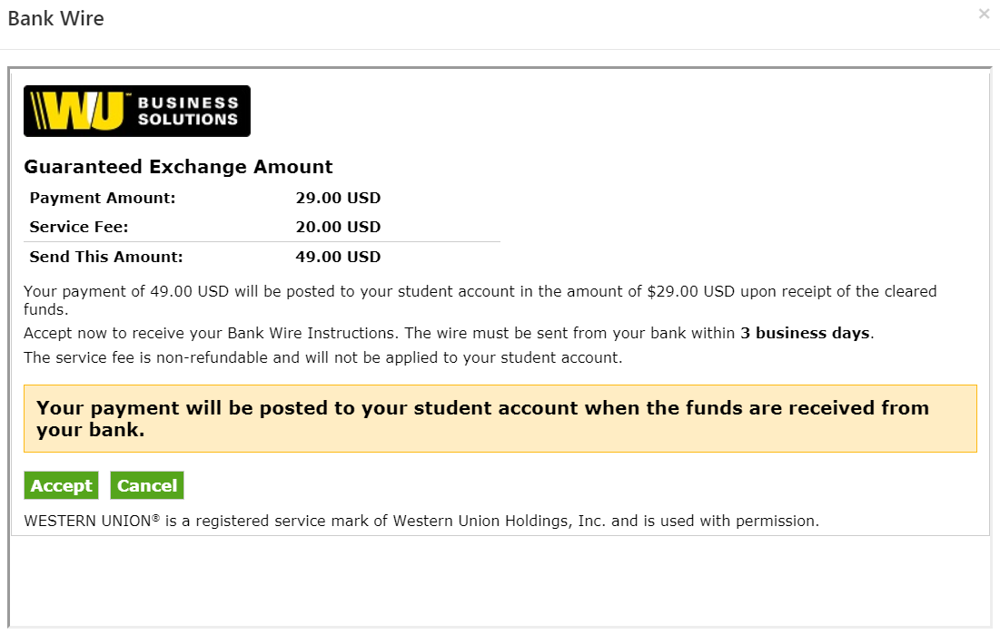 Bank Wire
×
WU™ BUSINESS
SOLUTIONS
Guaranteed Exchange Amount
Payment Amount: 29.00 USD
Service Fee: 20.00 USD
Send This Amount: 49.00 USD
Your payment of 49.00 USD will be posted to your student account in the amount of $29.00 USD upon receipt of the cleared
funds.
Accept now to receive your Bank Wire Instructions. The wire must be sent from your bank within 3 business days.
The service fee is non-refundable and will not be applied to your student account.
Your payment will be posted to your student account when the funds are received from
your bank.
Accept Cancel
WESTERN UNION® is a registered service mark of Western Union Holdings, Inc. and is used with permission.